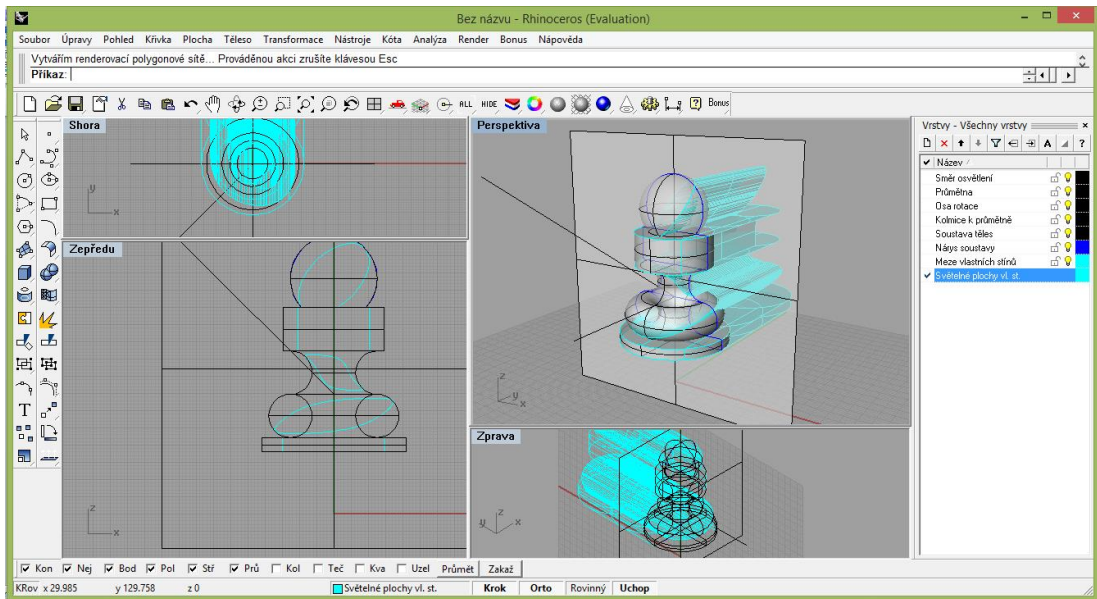 Bez názvu - Rhinoceros (Evaluation)
Soubor Úpravy Pohled Křivka Plocha Těleso Transformace Nástroje Kóta Analýza Render Bonus Nápověda
Vytvářím renderovací polygonové sítě... Prováděnou akci zrušíte klávesou Esc
Příkaz:
ALL HIDE Bonus
Shora
y
x
Perspektiva
z
y
x
Zepředu
z
x
Zprava
z
y
x
Vrstvy - Všechny vrstvy
Název
Směr osvětlení
Průmětna
Osa rotace
Kolmice k průmětně
Soustava těles
Nárys soustavy
Meze vlastních stínů
Světelné plochy vl. st.
Kon Nej Bod Pol Stř Prů Kol Teč Kva Uzel Průmět Zakaž
KRov x 29.985 y 129.758 z 0 Světelné plochy vl. st. Krok Orto Rovinný Uchop